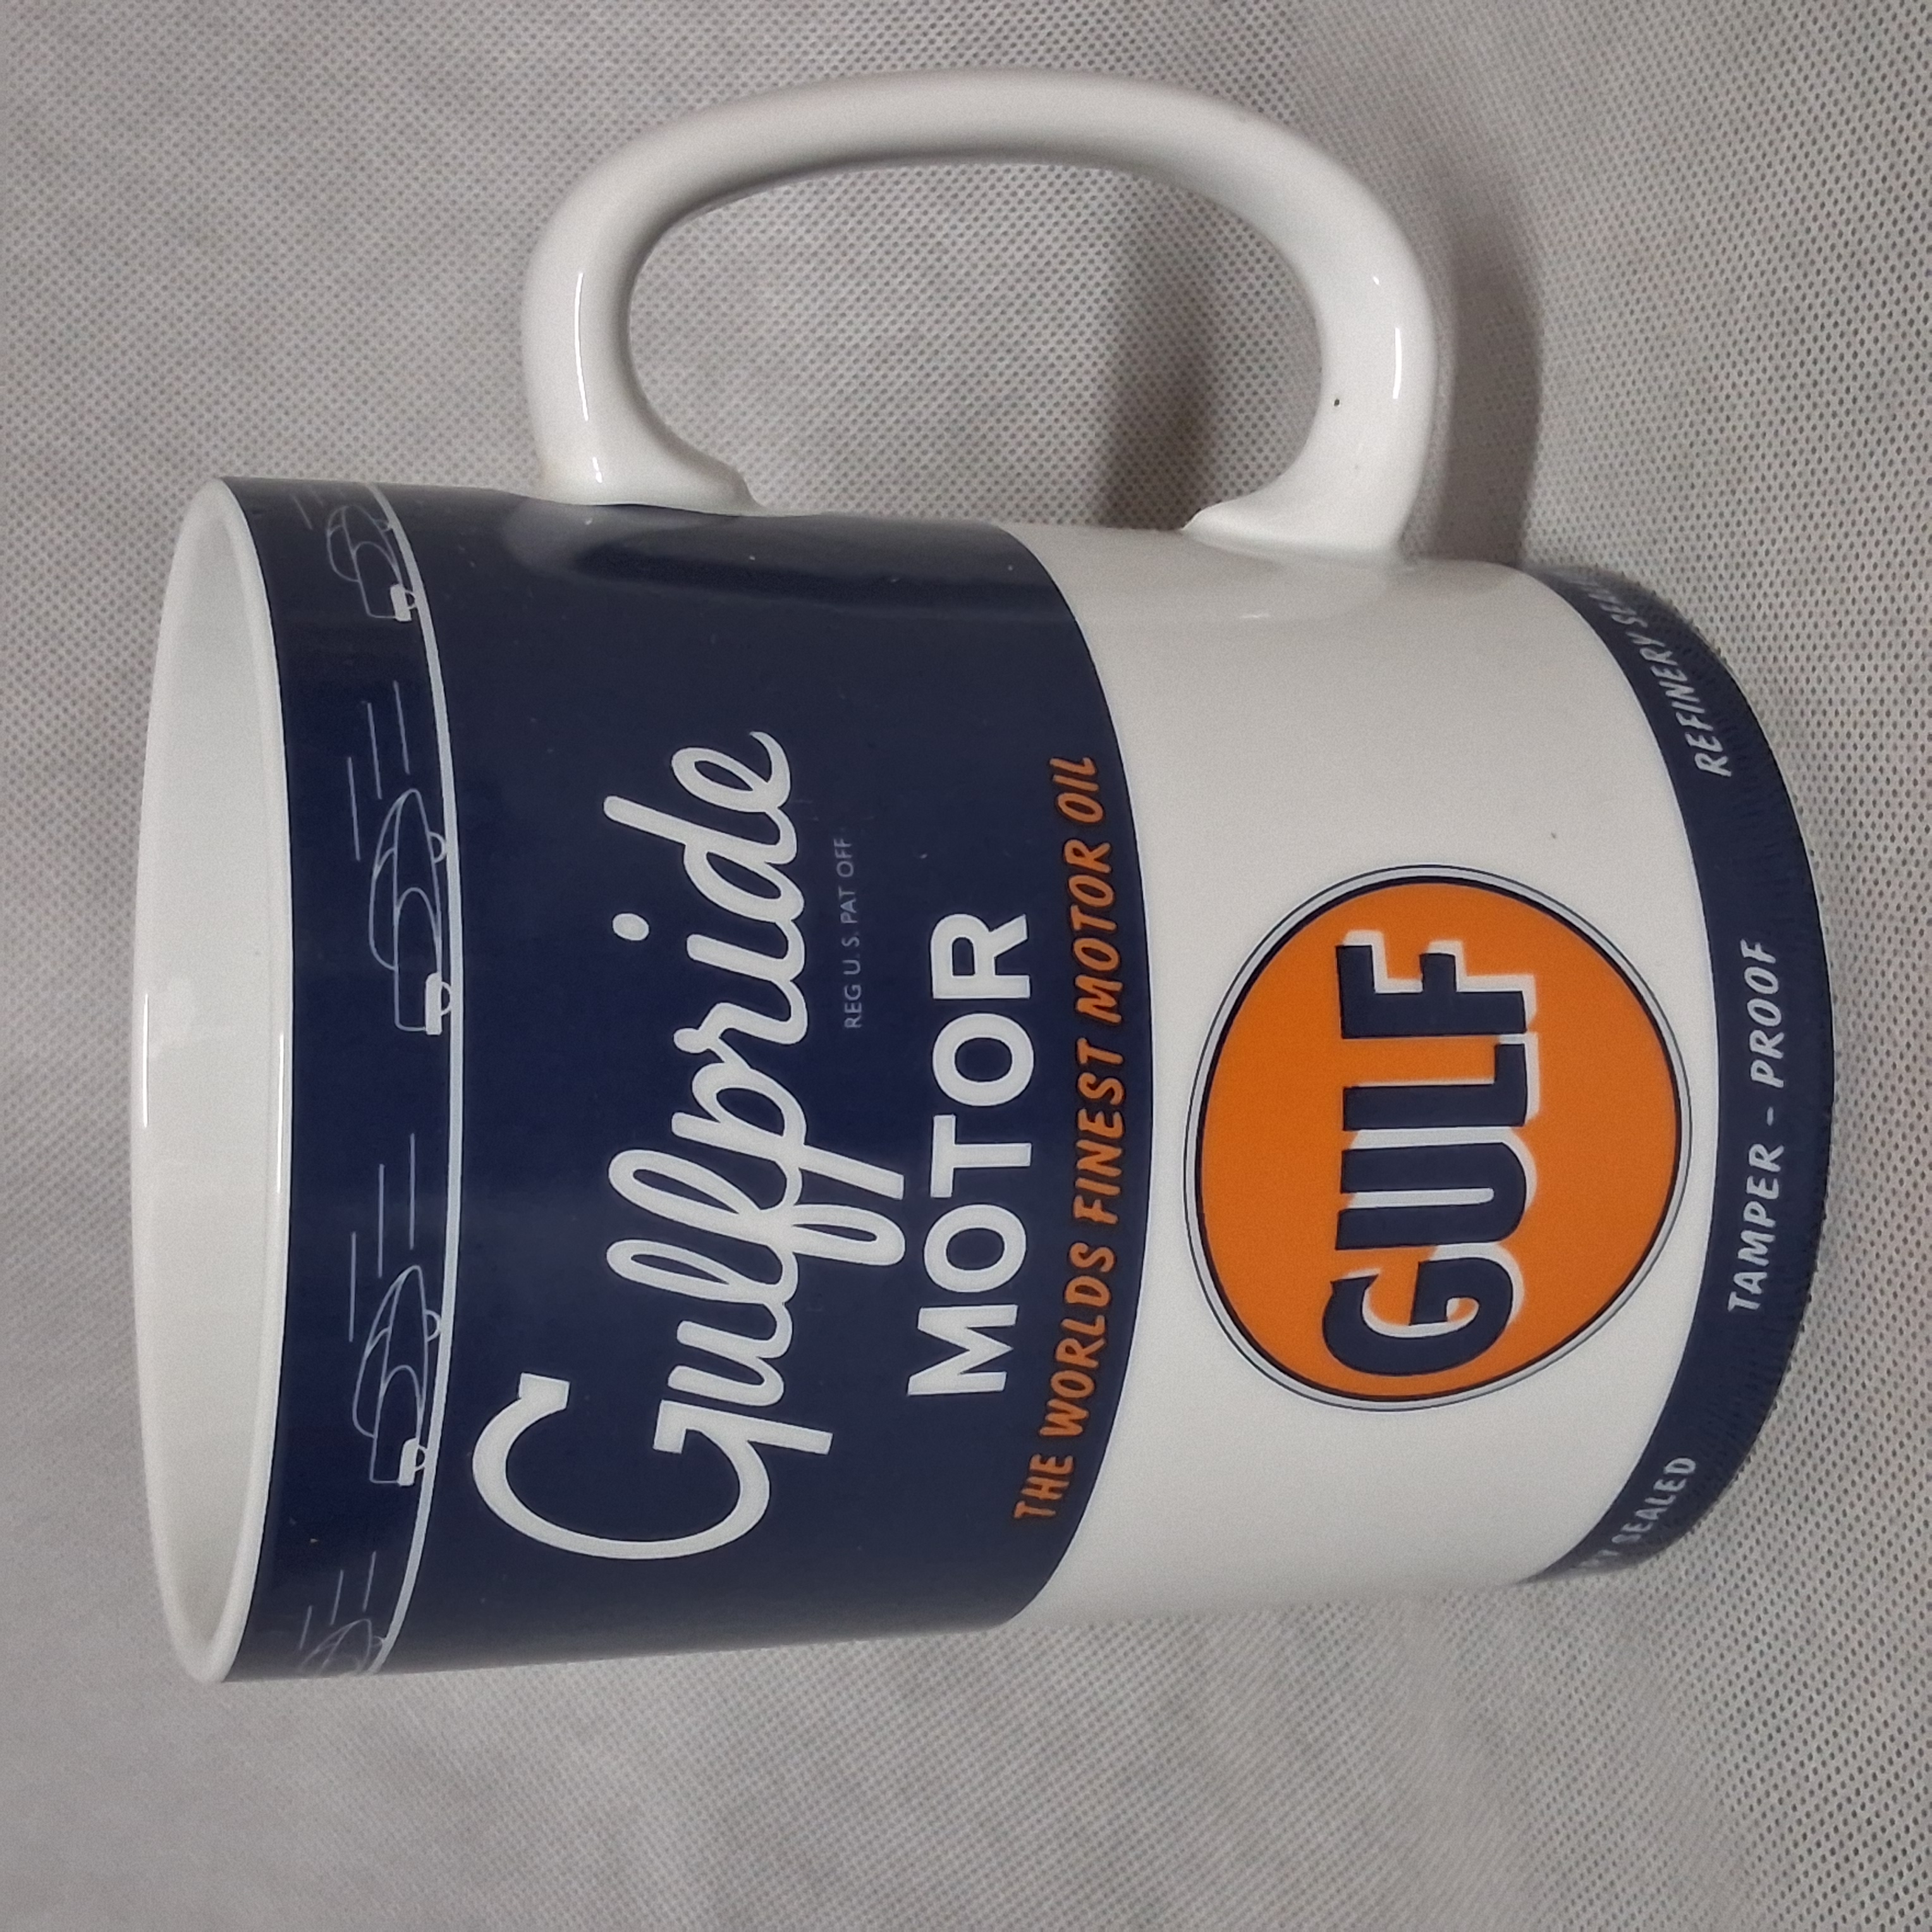 Gulfpride
REG U.S. PAT OFF
MOTOR
THE WORLDS FINEST MOTOR OIL
GULF
SEALED
TAMPER - PROOF
REFINERY